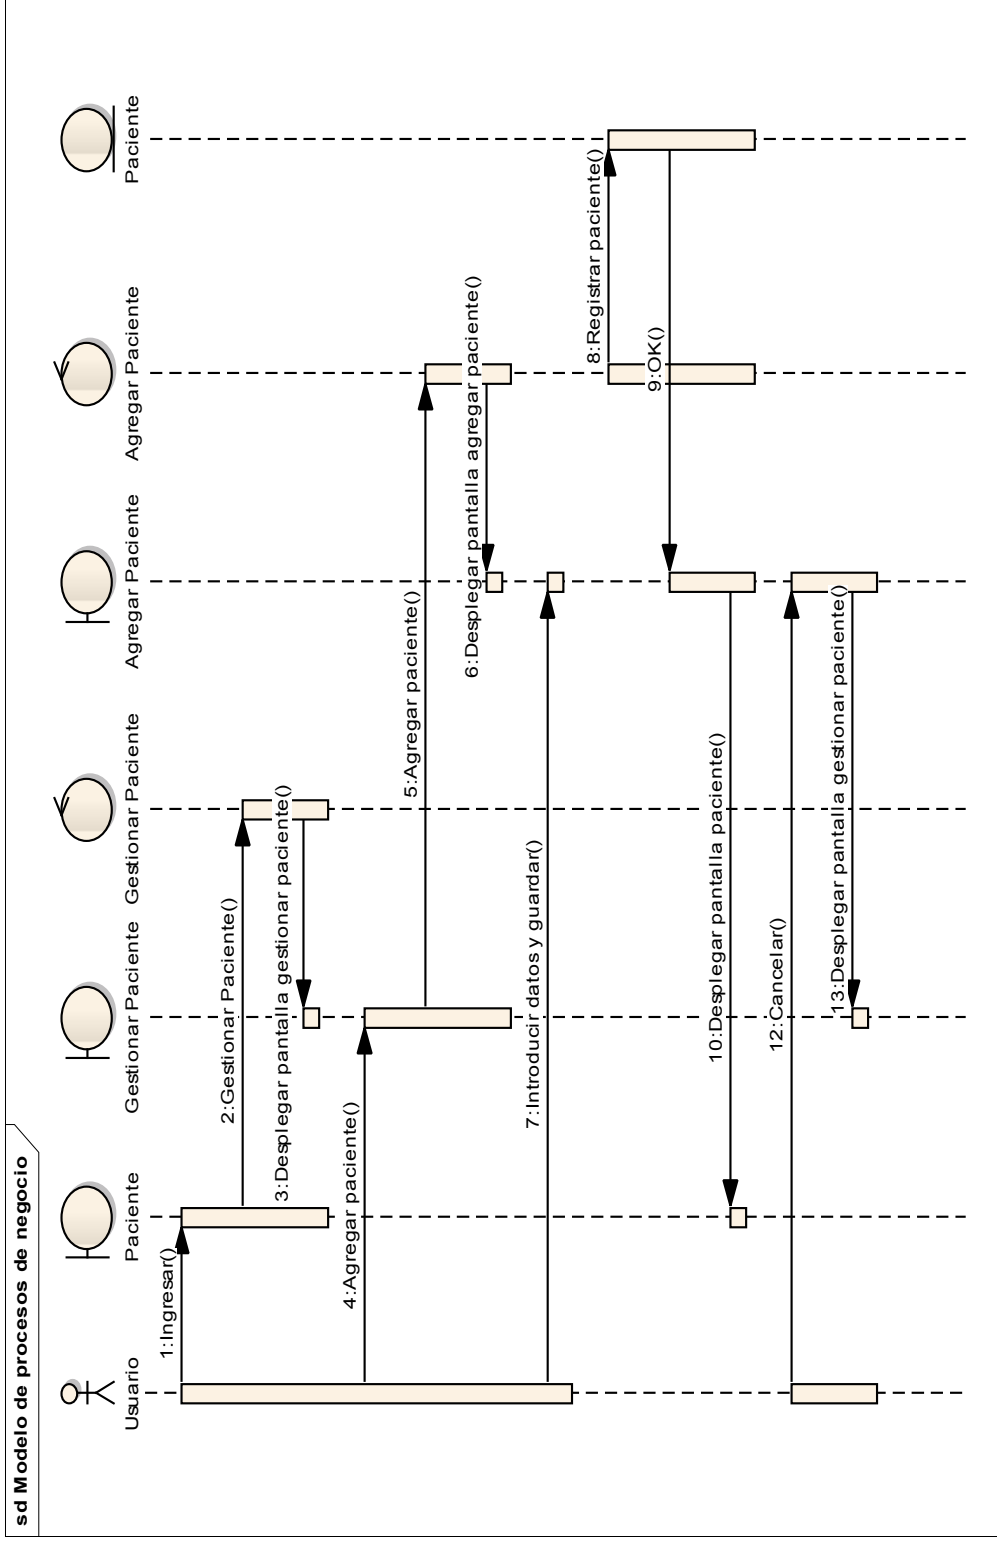 sd Modelo de procesos de negocio
Usuario
Paciente
Gestionar Paciente
Gestionar Paciente
Agregar Paciente
Agregar Paciente
Paciente
1:Ingresar()
2:Gestionar Paciente()
3:Desplegar pantalla gestionar paciente()
4:Agregar paciente()
5:Agregar paciente()
6:Desplegar pantalla agregar paciente()
7:Introducir datos y guardar()
8:Registrar paciente()
9:OK()
10:Desplegar pantalla paciente()
12:Cancelar()
13:Desplegar pantalla gestionar paciente()